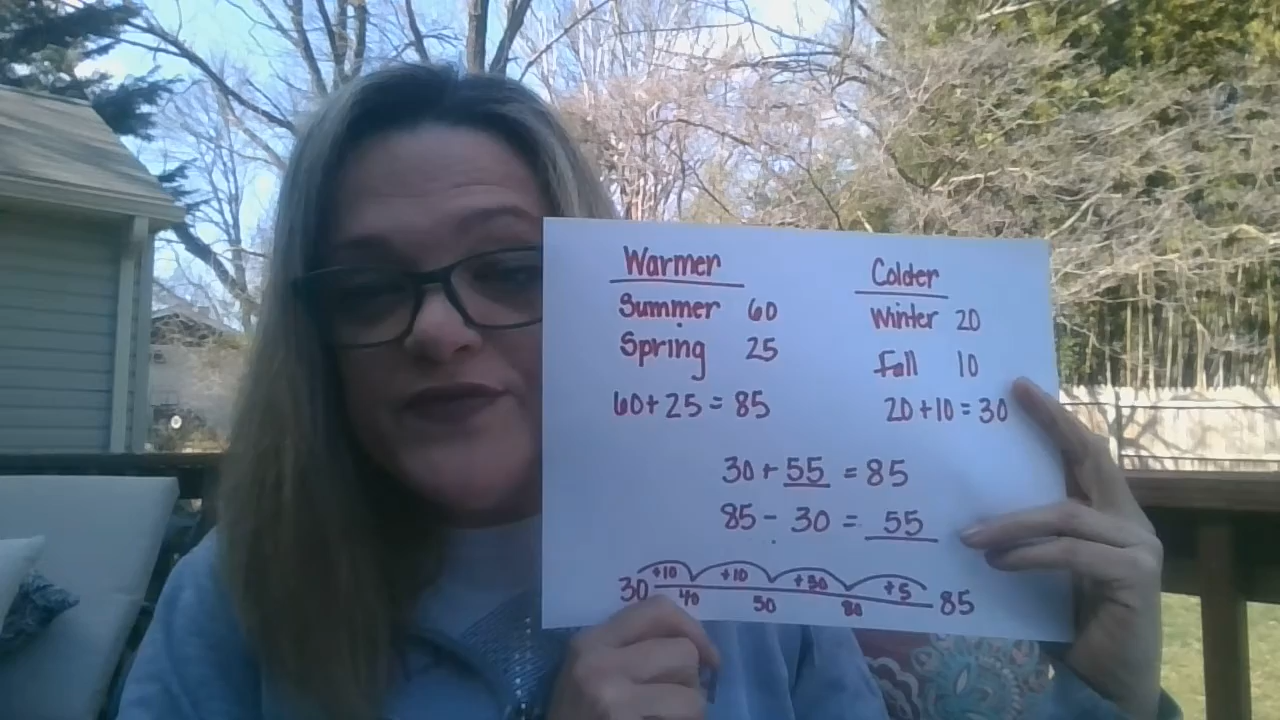 Warmer
Summer 60
Spring 25
60+25=85
Colder
Winter 20
Fall 10
20+10=30
30+55=85
85-30=55
+10 +10 +30 +5
30 40 50 80 85